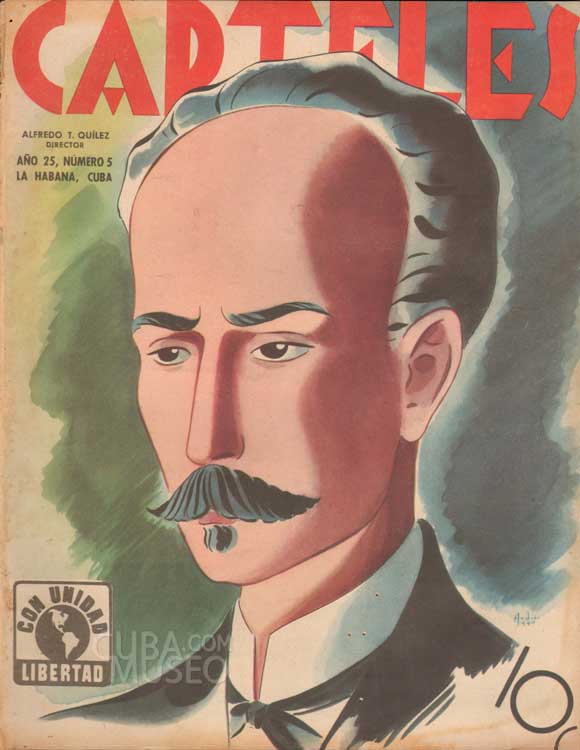 CARTELES
ALFREDO T. QUÍLEZ
DIRECTOR
AÑO 25, NÚMERO 5
LA HABANA, CUBA
CON UNIDAD
LIBERTAD
CUBA.COM
MUSEO
10¢